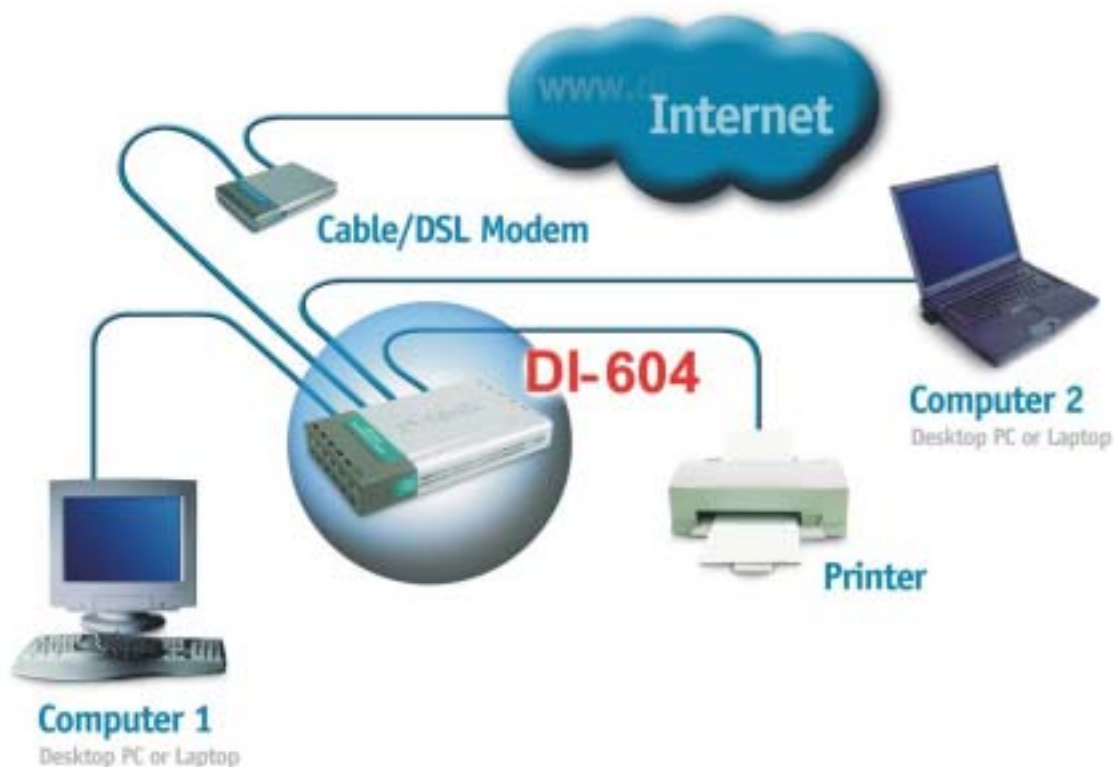 Internet
Cable/DSL Modem
DI-604
Computer 2
Desktop PC or Laptop
Printer
Computer 1
Desktop PC or Laptop